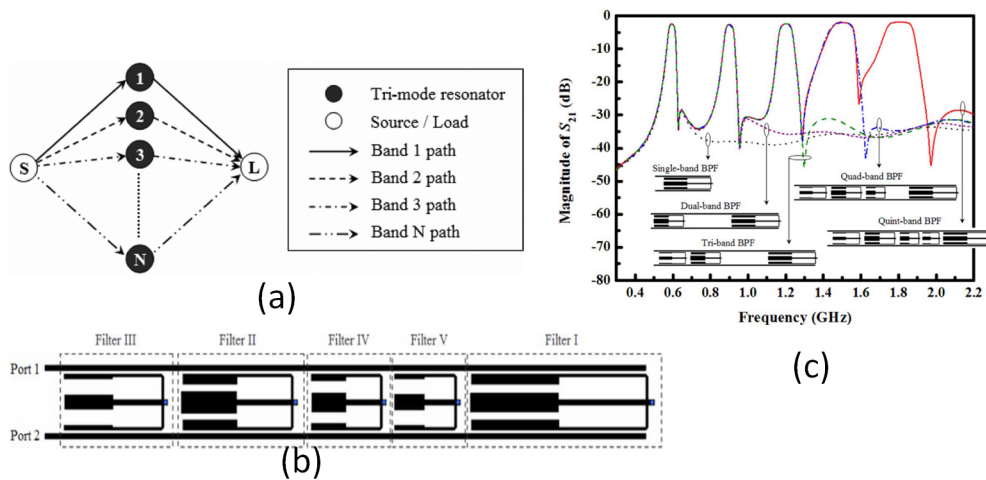 (a)
1
2
3
N
S
L
Tri-mode resonator
Source / Load
Band 1 path
Band 2 path
Band 3 path
Band N path
Filter III
Filter II
Filter IV
Filter V
Filter I
Port 1
Port 2
(b)
Magnitude of S21 (dB)
0
-10
-20
-30
-40
-50
-60
-70
-80
Single-band BPF
Dual-band BPF
Tri-band BPF
Quad-band BPF
Quint-band BPF
0.4 0.6 0.8 1.0 1.2 1.4 1.6 1.8 2.0 2.2
Frequency (GHz)
(c)